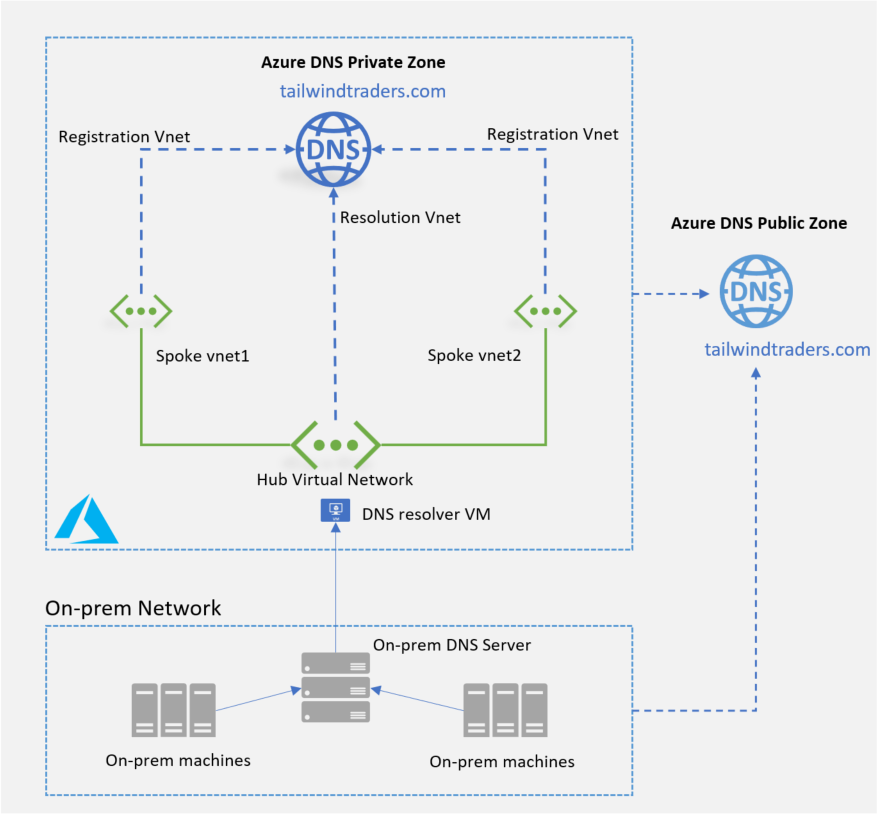 Azure DNS Private Zone
tailwindtraders.com
Registration Vnet
DNS
Registration Vnet
Resolution Vnet
Azure DNS Public Zone
DNS
tailwindtraders.com
Spoke vnet1
Spoke vnet2
Hub Virtual Network
DNS resolver VM
On-prem Network
On-prem DNS Server
On-prem machines
On-prem machines